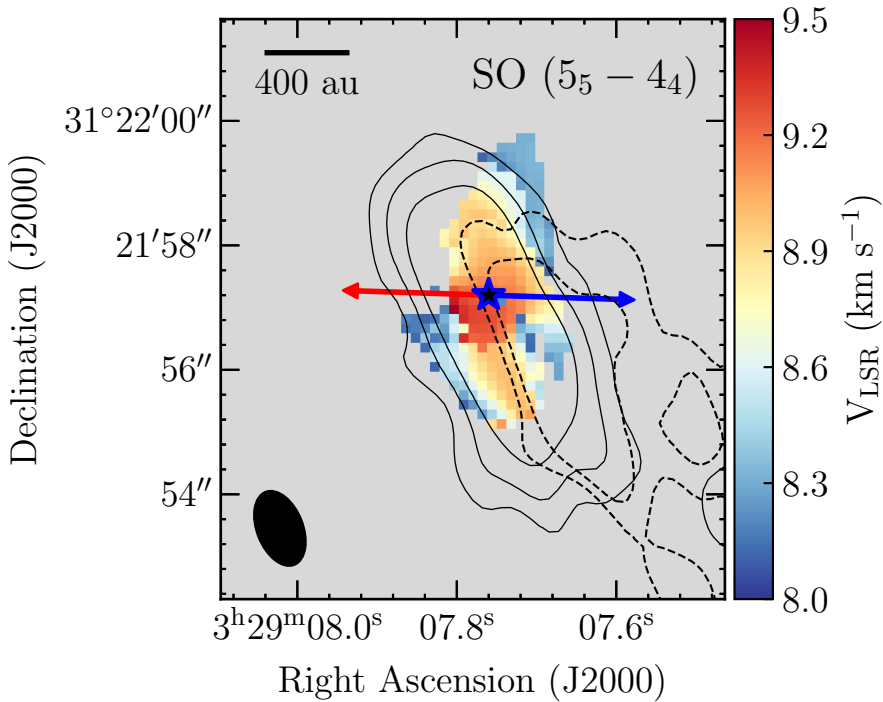 400 au
SO (5₅ − 4₄)
31°22′00″
21′58″
56″
54″
Declination (J2000)
3ʰ29ᵐ08.0ˢ
07.8ˢ
07.6ˢ
Right Ascension (J2000)
9.5
9.2
8.9
8.6
8.3
8.0
V_LSR (km s⁻¹)